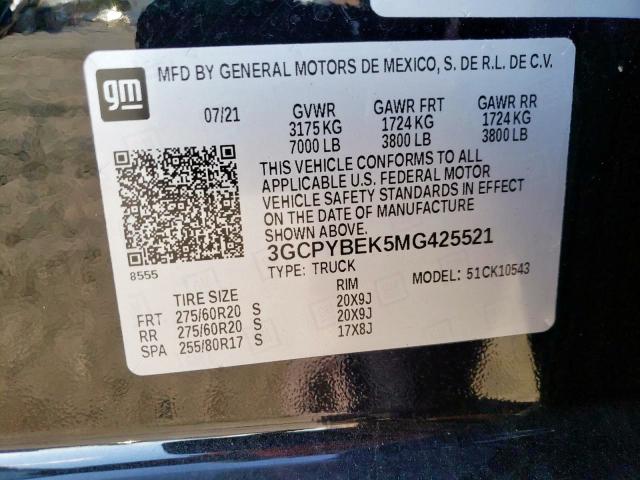 gm
MFD BY GENERAL MOTORS DE MEXICO, S. DE R.L. DE C.V.
07/21 GVWR GAWR FRT GAWR RR
3175 KG 1724 KG 1724 KG
7000 LB 3800 LB 3800 LB
THIS VEHICLE CONFORMS TO ALL
APPLICABLE U.S. FEDERAL MOTOR
VEHICLE SAFETY STANDARDS IN EFFECT
ON THE DATE OF MANUFACTURE
SHOWN ABOVE.
3GCPYBEK5MG425521
8555 TYPE: TRUCK MODEL: 51CK10543
TIRE SIZE RIM
FRT 275/60R20 S 20X9J
RR 275/60R20 S 20X9J
SPA 255/80R17 S 17X8J